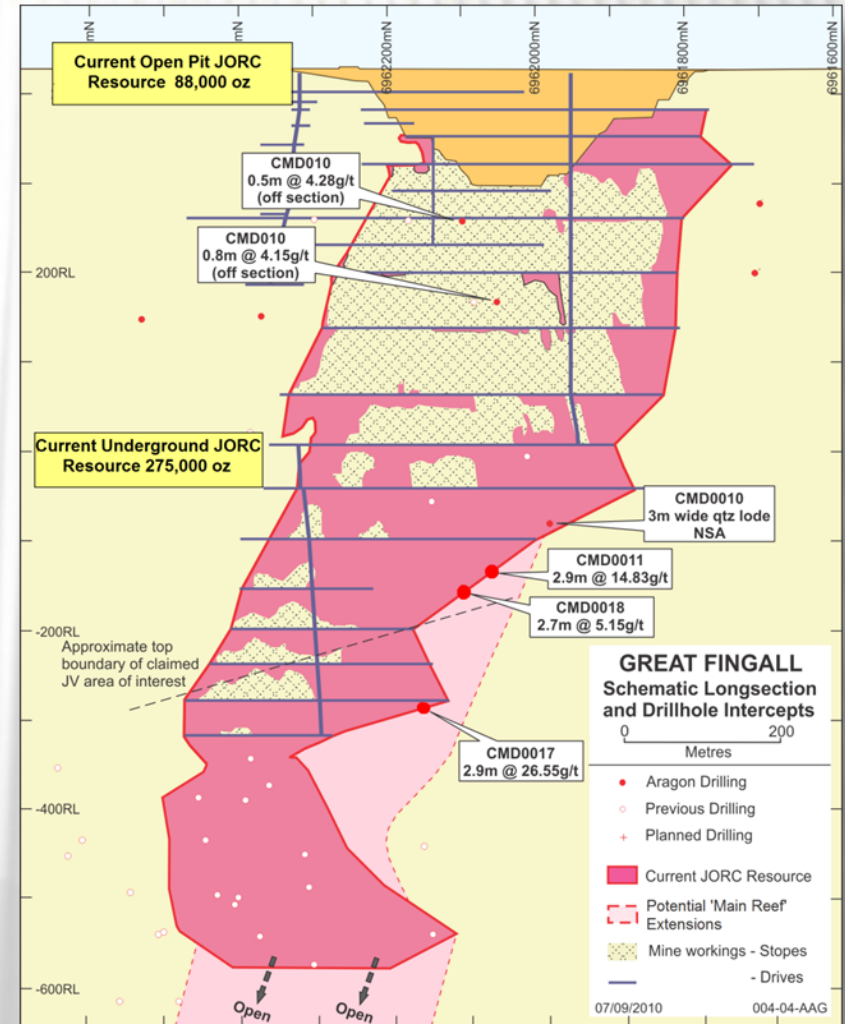 mN
mN
6962200mN
6962000mN
6961800mN
6961600mN
Current Open Pit JORC
Resource 88,000 oz
CMD010
0.5m @ 4.28g/t
(off section)
CMD010
0.8m @ 4.15g/t
(off section)
200RL
Current Underground JORC
Resource 275,000 oz
CMD0010
3m wide qtz lode
NSA
CMD0011
2.9m @ 14.83g/t
CMD0018
2.7m @ 5.15g/t
-200RL
Approximate top
boundary of claimed
JV area of interest
CMD0017
2.9m @ 26.55g/t
-400RL
-600RL
Open
Open
GREAT FINGALL
Schematic Longsection
and Drillhole Intercepts
0 200
Metres
Aragon Drilling
Previous Drilling
Planned Drilling
Current JORC Resource
Potential 'Main Reef'
Extensions
Mine workings - Stopes
- Drives
07/09/2010 004-04-AAG